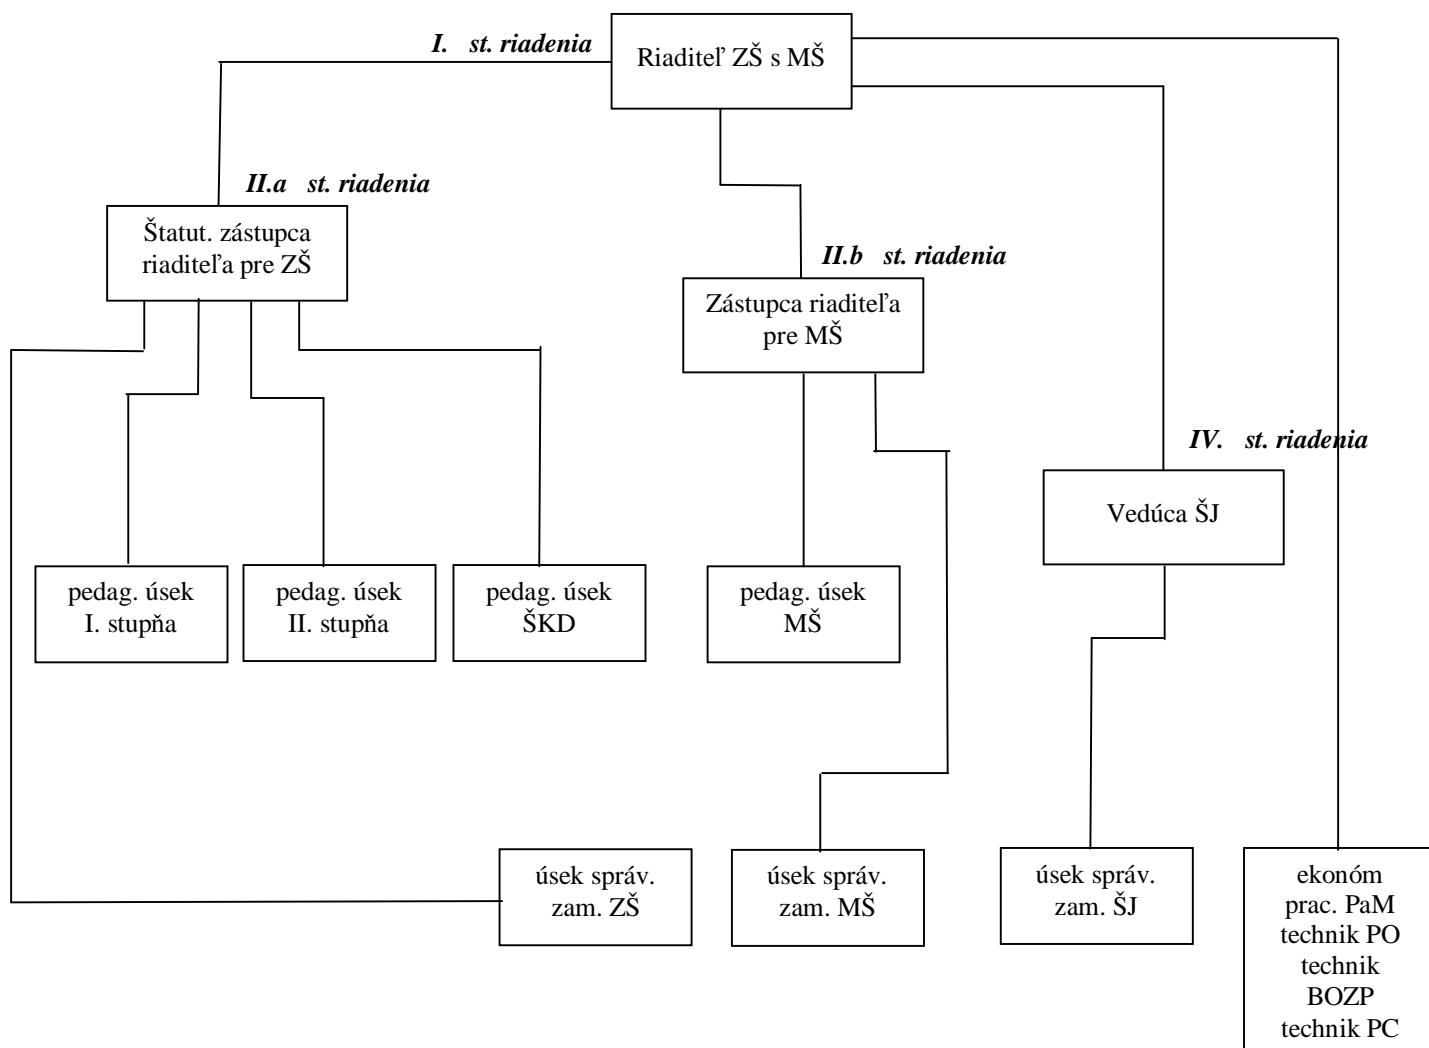 I. st. riadenia
Riaditeľ ZŠ s MŠ
II.a st. riadenia
Štatut. zástupca
riaditeľa pre ZŠ
II.b st. riadenia
Zástupca riaditeľa
pre MŠ
IV. st. riadenia
Vedúca ŠJ
pedag. úsek
I. stupňa
pedag. úsek
II. stupňa
pedag. úsek
ŠKD
pedag. úsek
MŠ
úsek správ.
zam. ZŠ
úsek správ.
zam. MŠ
úsek správ.
zam. ŠJ
ekonóm
prac. PaM
technik PO
technik
BOZP
technik PC